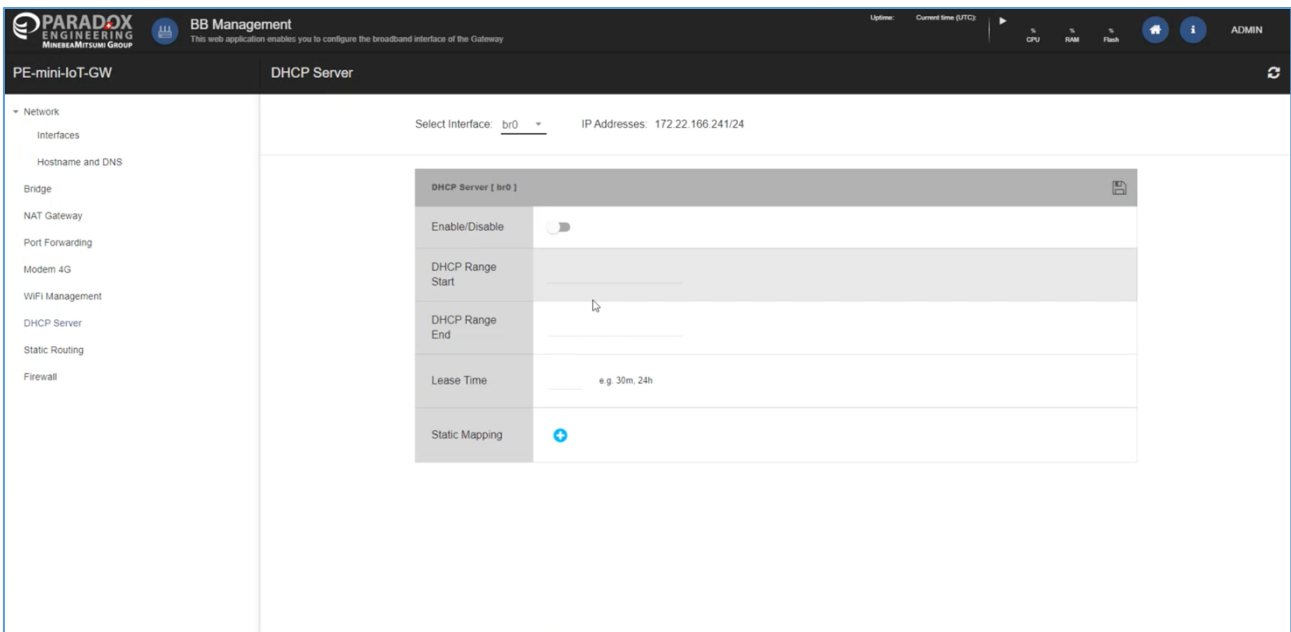 PARADOX
ENGINEERING
MINEBEAMITSUMI GROUP
BB Management
This web application enables you to configure the broadband interface of the Gateway
Uptime:
Current time (UTC):
%
CPU
%
RAM
%
Flash
i
ADMIN
PE-mini-IoT-GW
DHCP Server
Network
Interfaces
Hostname and DNS
Bridge
NAT Gateway
Port Forwarding
Modem 4G
WiFi Management
DHCP Server
Static Routing
Firewall
Select Interface: br0
IP Addresses: 172.22.166.241/24
DHCP Server [ br0 ]
Enable/Disable
DHCP Range
Start
DHCP Range
End
Lease Time
e.g. 30m, 24h
Static Mapping